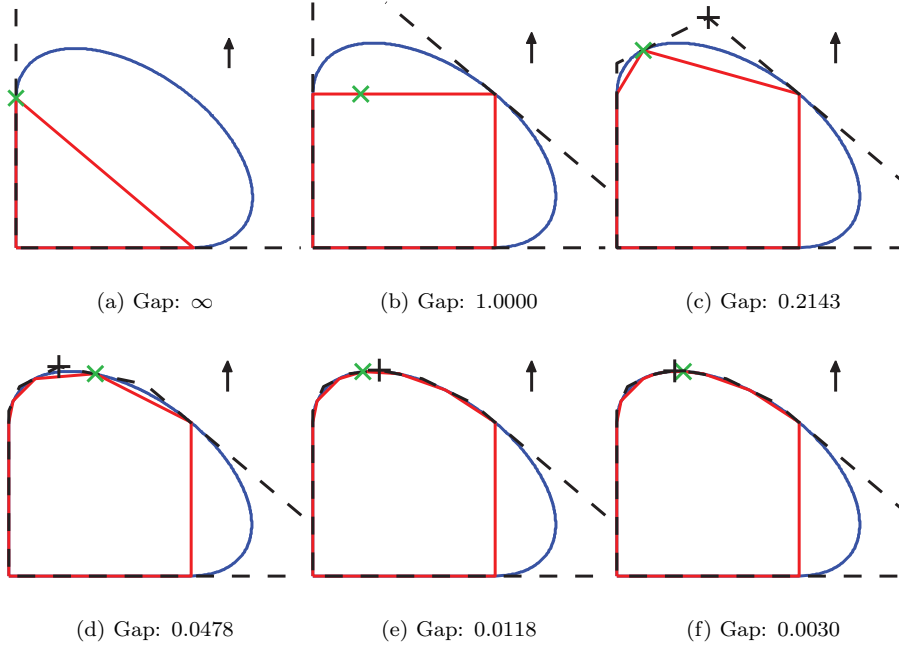 (a) Gap: ∞
(b) Gap: 1.0000
(c) Gap: 0.2143
(d) Gap: 0.0478
(e) Gap: 0.0118
(f) Gap: 0.0030